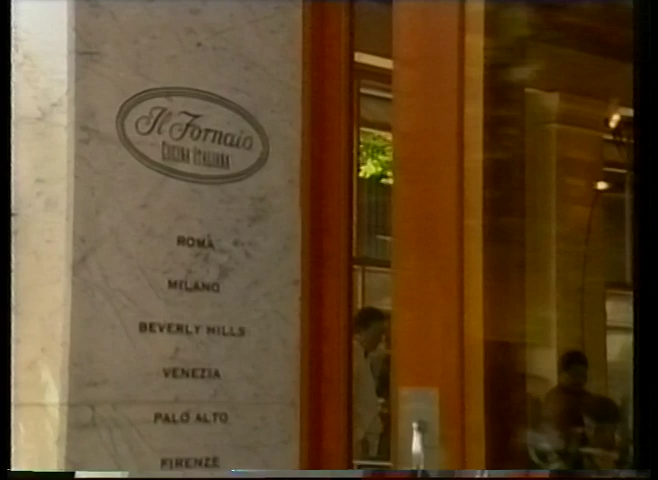 Il Fornaio
CUCINA ITALIANA
ROMA
MILANO
BEVERLY HILLS
VENEZIA
PALO ALTO
FIRENZE